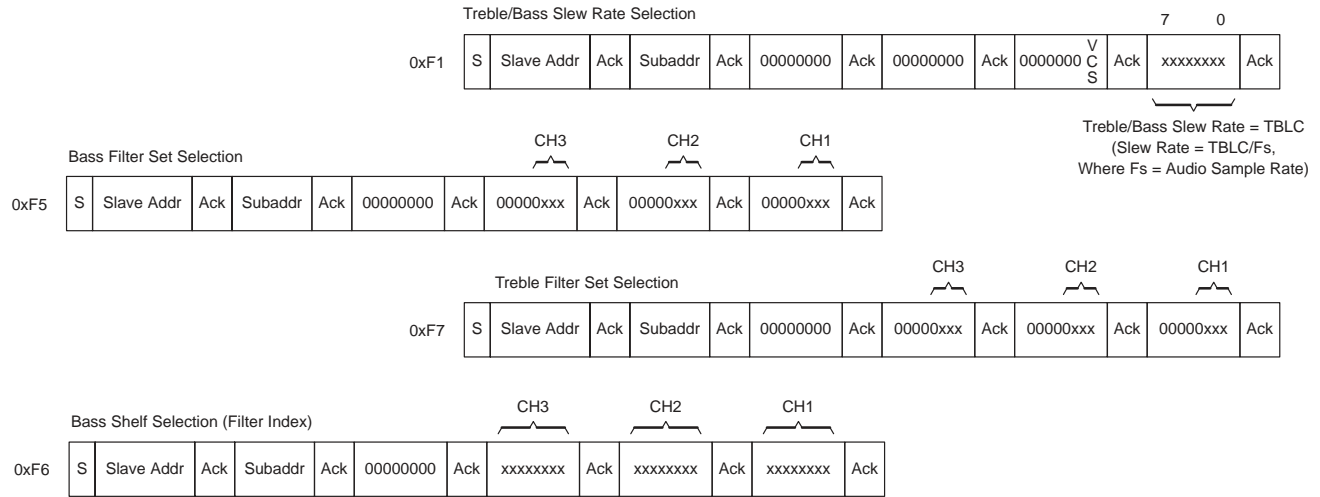 Treble/Bass Slew Rate Selection
7 0
0xF1 S Slave Addr Ack Subaddr Ack 00000000 Ack 00000000 Ack 0000000 VCS Ack xxxxxxxx Ack
Treble/Bass Slew Rate = TBLC
(Slew Rate = TBLC/Fs,
Where Fs = Audio Sample Rate)
Bass Filter Set Selection
CH3 CH2 CH1
0xF5 S Slave Addr Ack Subaddr Ack 00000000 Ack 00000xxx Ack 00000xxx Ack 00000xxx Ack
Treble Filter Set Selection
CH3 CH2 CH1
0xF7 S Slave Addr Ack Subaddr Ack 00000000 Ack 00000xxx Ack 00000xxx Ack 00000xxx Ack
Bass Shelf Selection (Filter Index)
CH3 CH2 CH1
0xF6 S Slave Addr Ack Subaddr Ack 00000000 Ack xxxxxxxx Ack xxxxxxxx Ack xxxxxxxx Ack